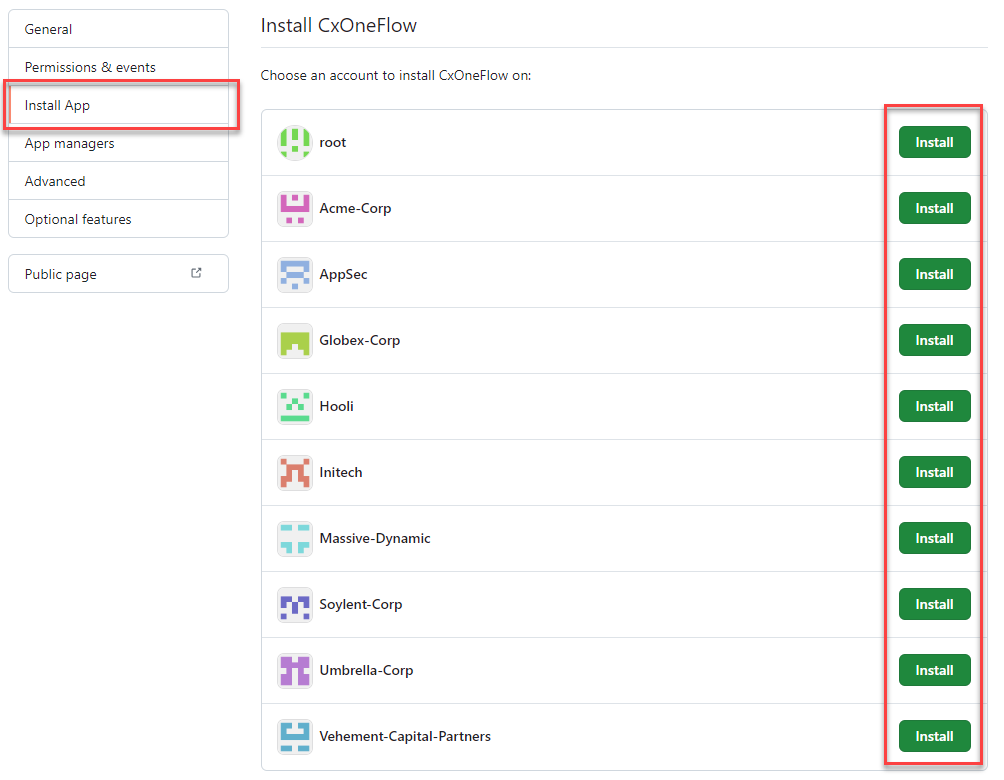 General
Permissions & events
Install App
App managers
Advanced
Optional features
Public page
Install CxOneFlow
Choose an account to install CxOneFlow on:
root Install
Acme-Corp Install
AppSec Install
Globex-Corp Install
Hooli Install
Initech Install
Massive-Dynamic Install
Soylent-Corp Install
Umbrella-Corp Install
Vehement-Capital-Partners Install